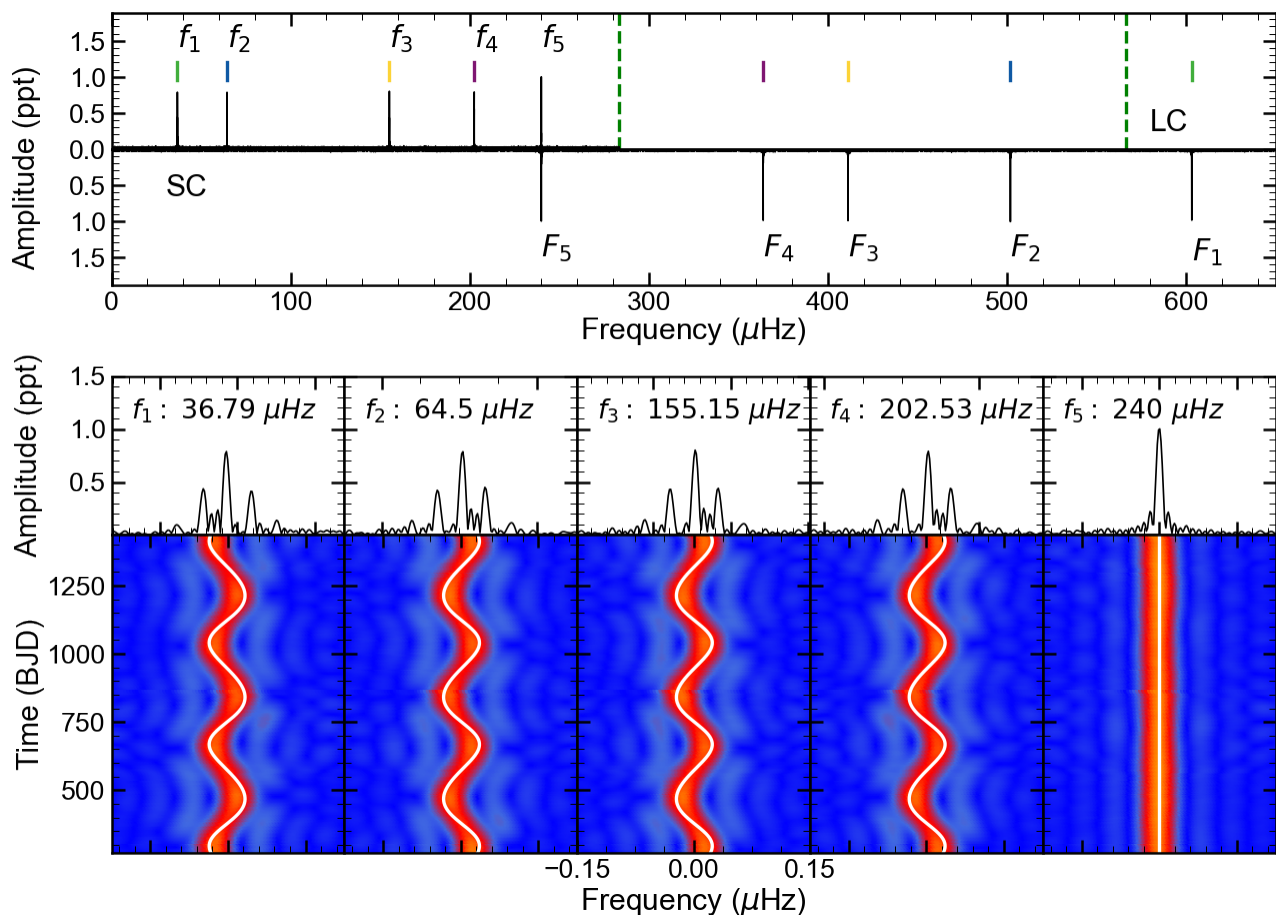 f₁ f₂ f₃ f₄ f₅
1.5
1.0
0.5
0.0
0.5
1.0
1.5
Amplitude (ppt)
LC
SC
F₅ F₄ F₃ F₂ F₁
0 100 200 300 400 500 600
Frequency (μHz)
1.5
1.0
0.5
Amplitude (ppt)
f₁ : 36.79 μHz
f₂ : 64.5 μHz
f₃ : 155.15 μHz
f₄ : 202.53 μHz
f₅ : 240 μHz
1250
1000
750
500
Time (BJD)
−0.15 0.00 0.15
Frequency (μHz)